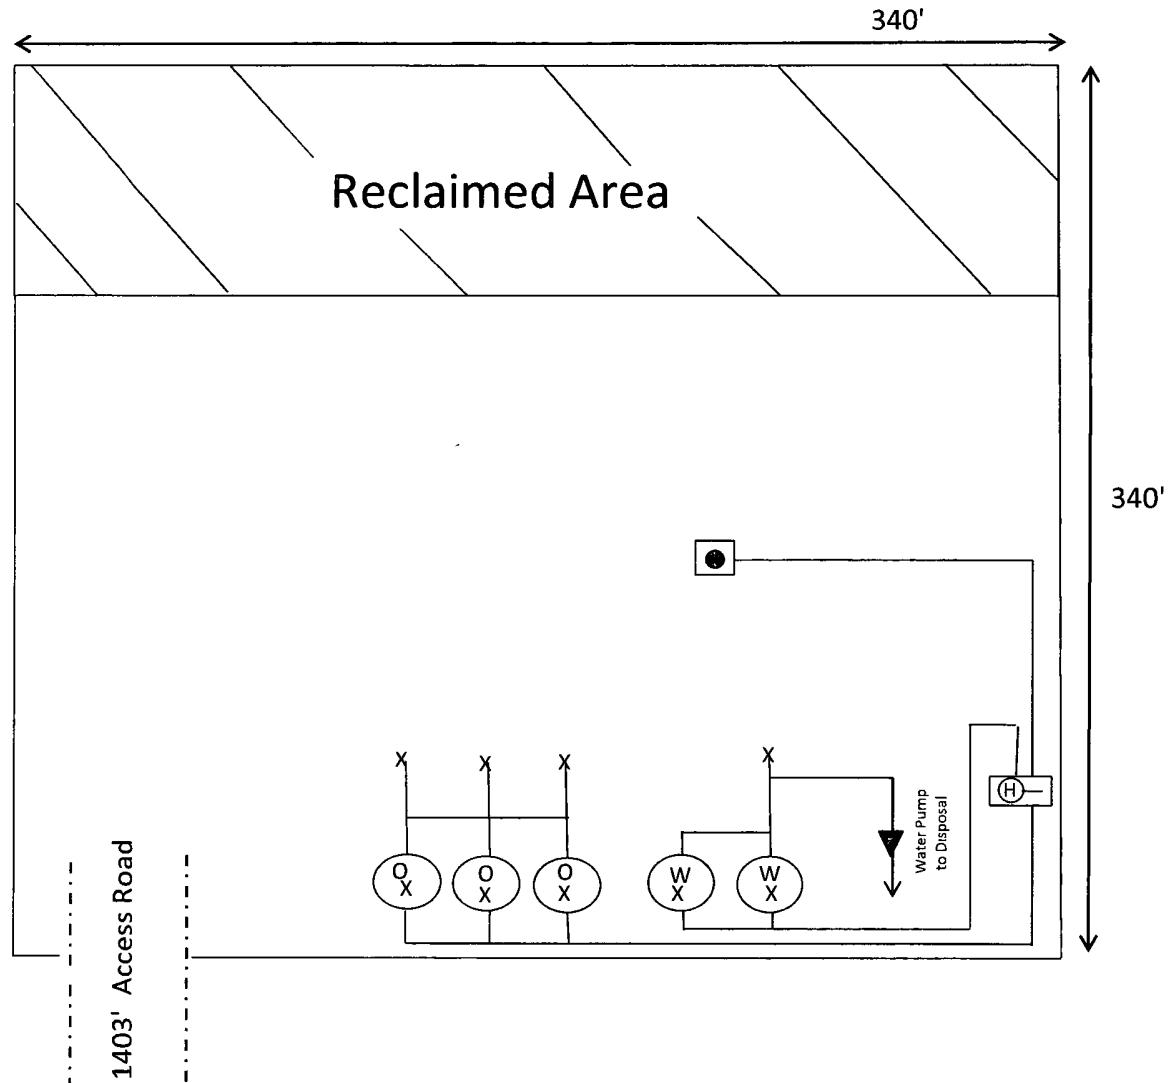 340'
Reclaimed Area
340'
X X X X
H
Water Pump
to Disposal
O O O W W
X X X X X
1403' Access Road